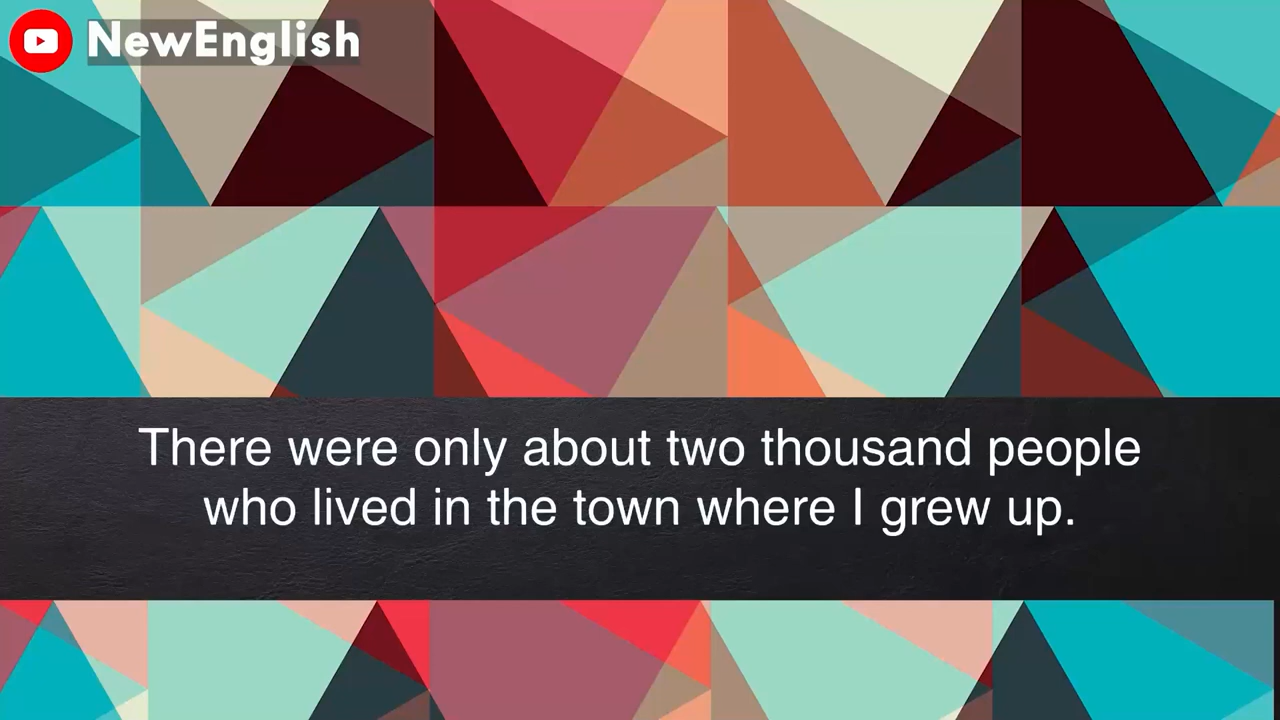 NewEnglish
There were only about two thousand people
who lived in the town where I grew up.